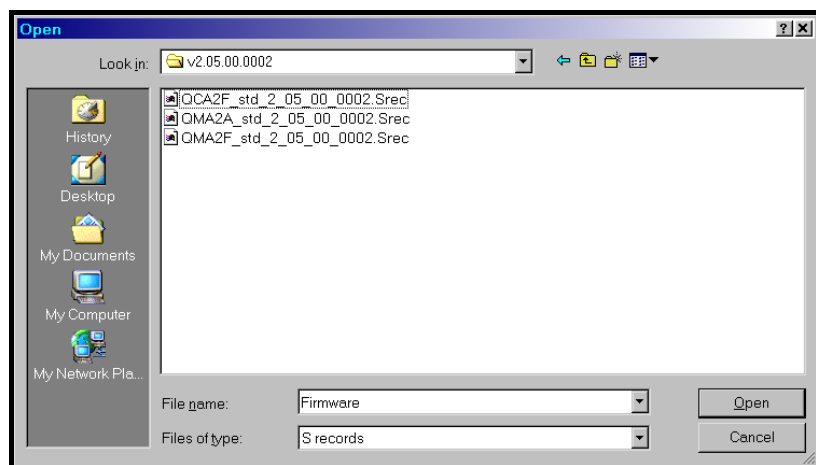 Open
Look in: v2.05.00.0002
QCA2F_std_2_05_00_0002.Srec
QMA2A_std_2_05_00_0002.Srec
QMA2F_std_2_05_00_0002.Srec
History
Desktop
My Documents
My Computer
My Network Pla...
File name: Firmware Open
Files of type: S records Cancel